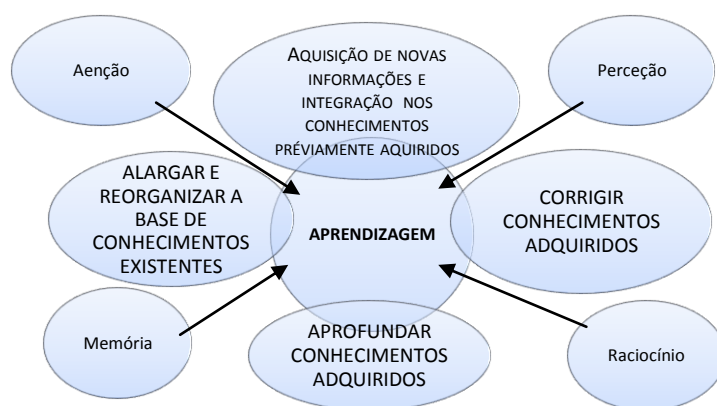 Aenção
AQUISIÇÃO DE NOVAS
INFORMAÇÕES E
INTEGRAÇÃO NOS
CONHECIMENTOS
PRÉVIAMENTE AQUIRIDOS
Perceção
ALARGAR E
REORGANIZAR A
BASE DE
CONHECIMENTOS
EXISTENTES
APRENDIZAGEM
CORRIGIR
CONHECIMENTOS
ADQUIRIDOS
Memória
APROFUNDAR
CONHECIMENTOS
ADQUIRIDOS
Raciocínio